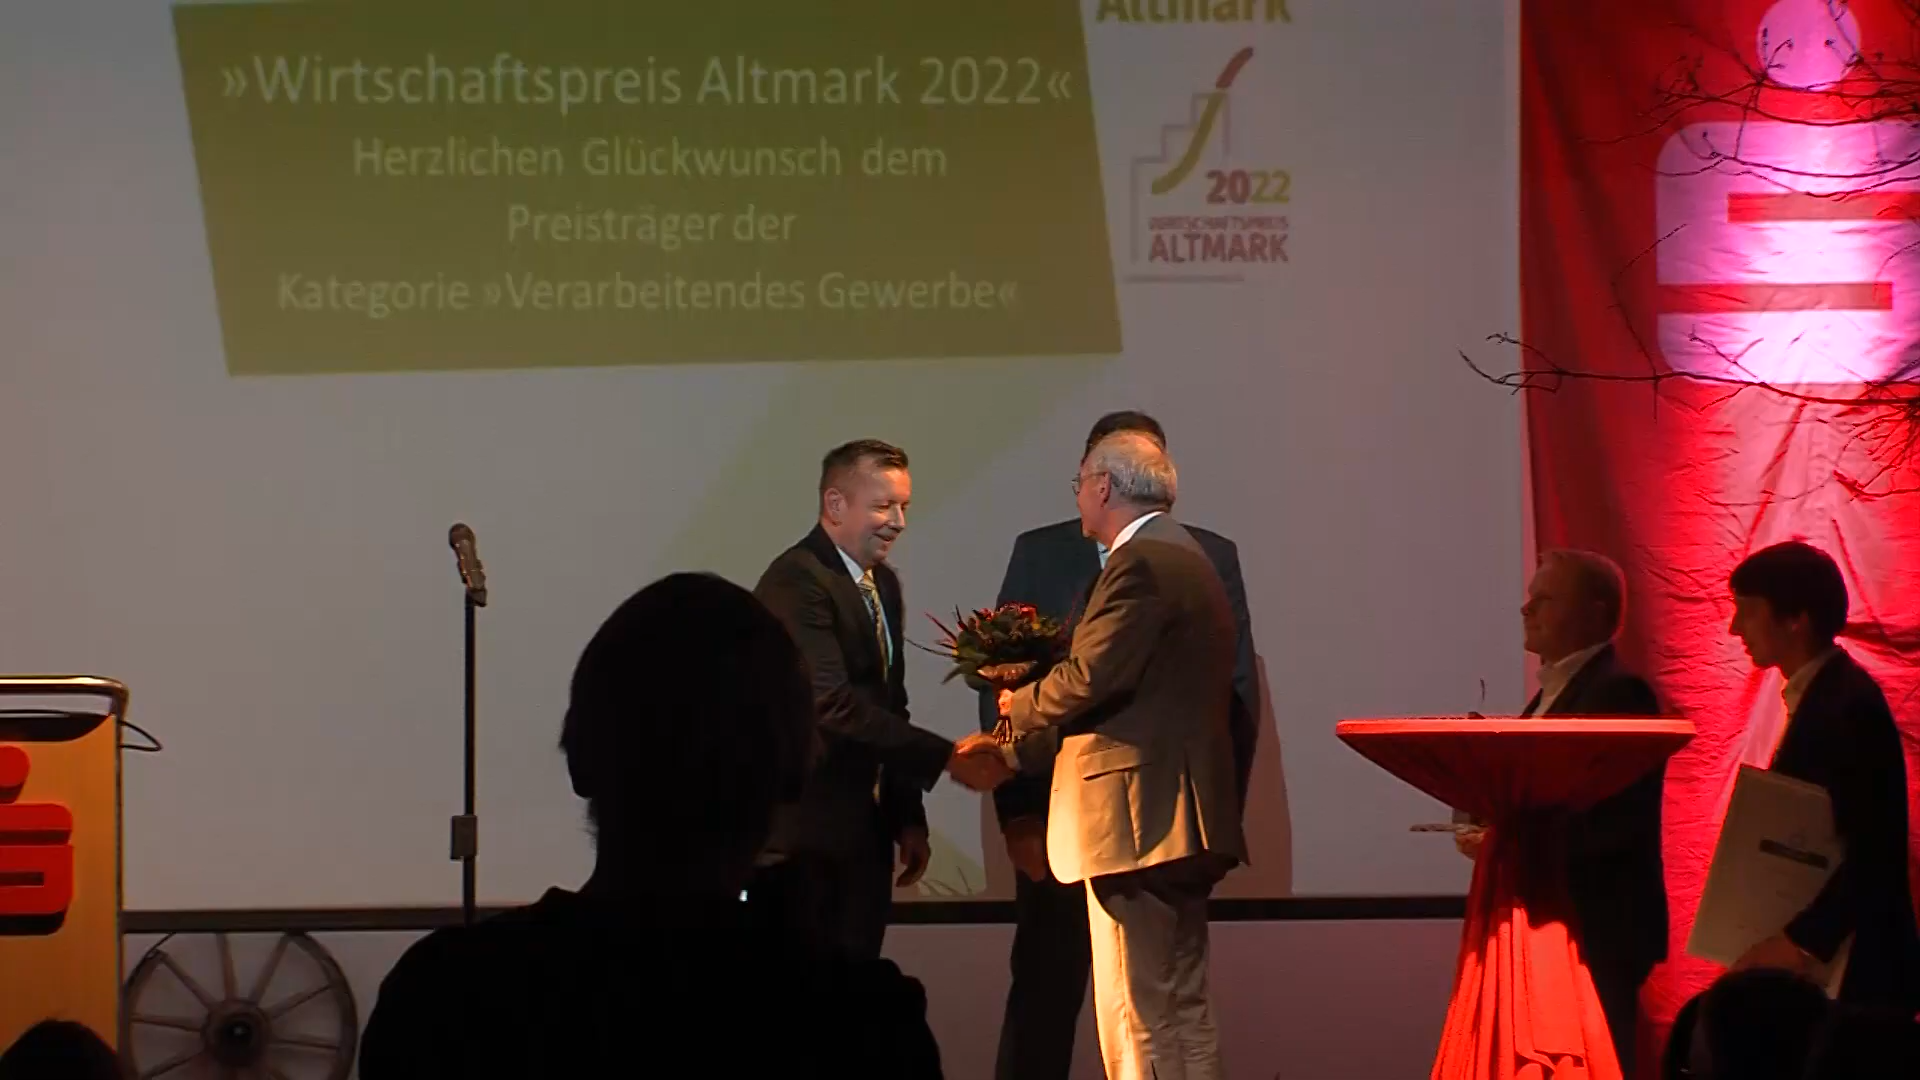 Altmark
»Wirtschaftspreis Altmark 2022«
Herzlichen Glückwunsch dem
Preisträger der
Kategorie »Verarbeitendes Gewerbe«
2022
WIRTSCHAFTSPREIS
ALTMARK